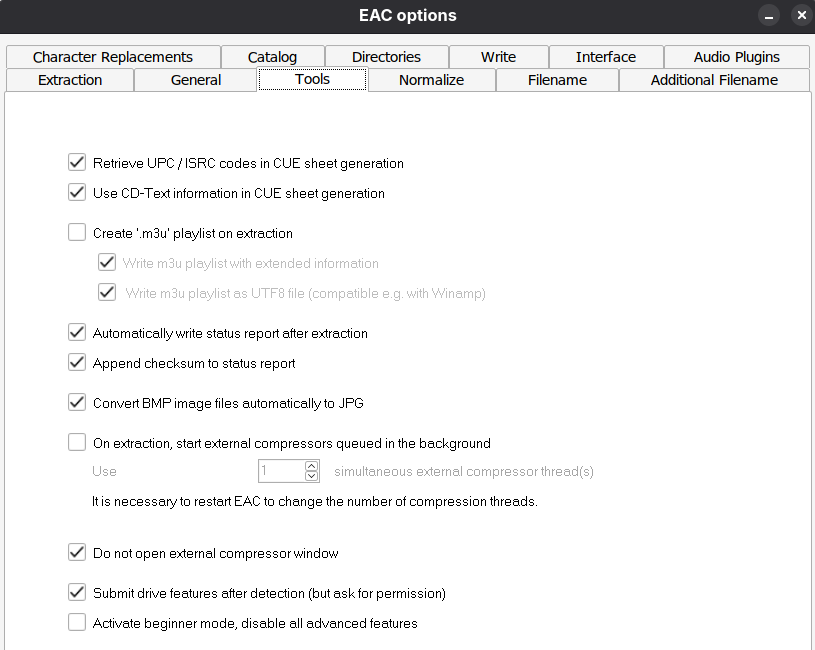 EAC options
Character Replacements Catalog Directories Write Interface Audio Plugins
Extraction General Tools Normalize Filename Additional Filename
Retrieve UPC / ISRC codes in CUE sheet generation
Use CD-Text information in CUE sheet generation
Create '.m3u' playlist on extraction
Write m3u playlist with extended information
Write m3u playlist as UTF8 file (compatible e.g. with Winamp)
Automatically write status report after extraction
Append checksum to status report
Convert BMP image files automatically to JPG
On extraction, start external compressors queued in the background
Use 1 simultaneous external compressor thread(s)
It is necessary to restart EAC to change the number of compression threads.
Do not open external compressor window
Submit drive features after detection (but ask for permission)
Activate beginner mode, disable all advanced features